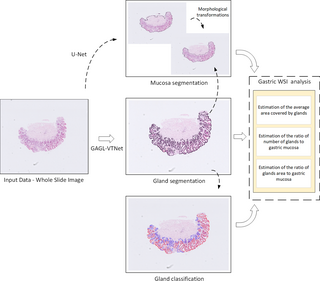 Morphological
transformations
U-Net
Mucosa segmentation
Gastric WSI analysis
Estimation of the average
area covered by glands
GAGL-VTNet
Estimation of the ratio of
number of glands to
gastric mucosa
Input Data - Whole Slide Image
Gland segmentation
Estimation of the ratio of
glands area to gastric
mucosa
Gland classification